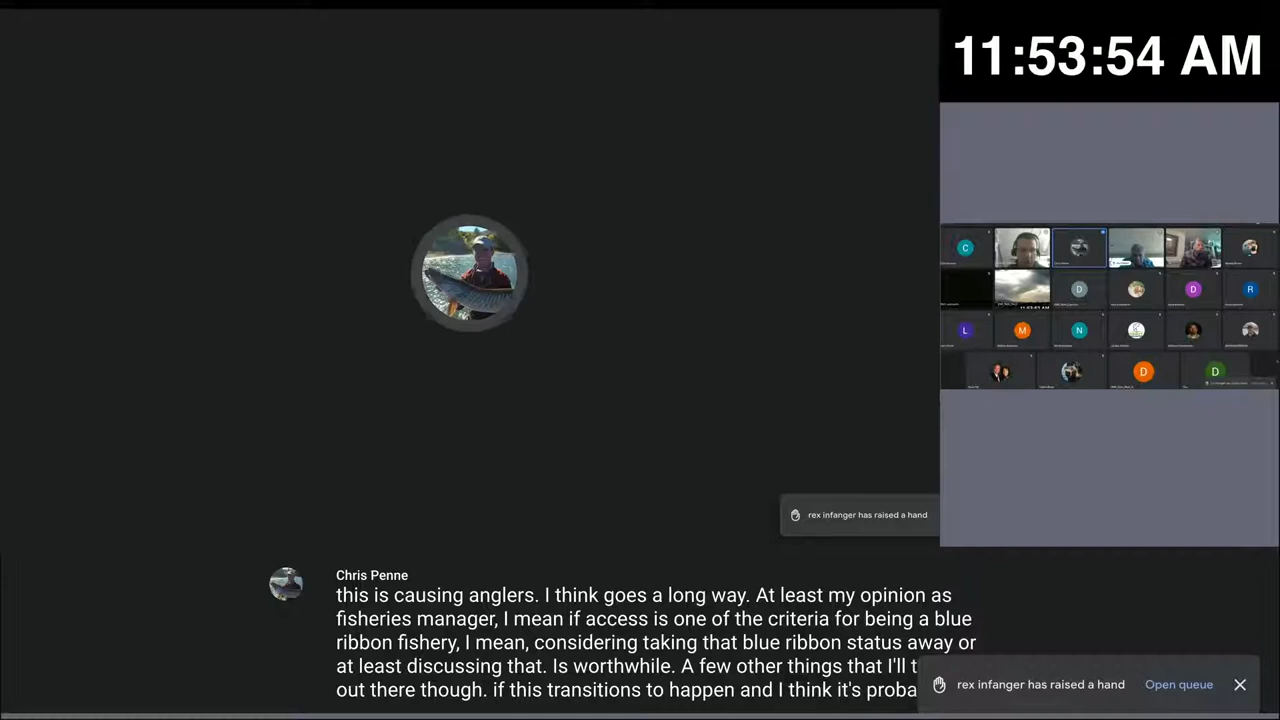 11:53:54 AM
C
D
D
R
L
M
N
D
D
rex infanger has raised a hand
Chris Penne
this is causing anglers. I think goes a long way. At least my opinion as
fisheries manager, I mean if access is one of the criteria for being a blue
ribbon fishery, I mean, considering taking that blue ribbon status away or
at least discussing that. Is worthwhile. A few other things that I'll t
out there though. if this transitions to happen and I think it's proba
rex infanger has raised a hand Open queue